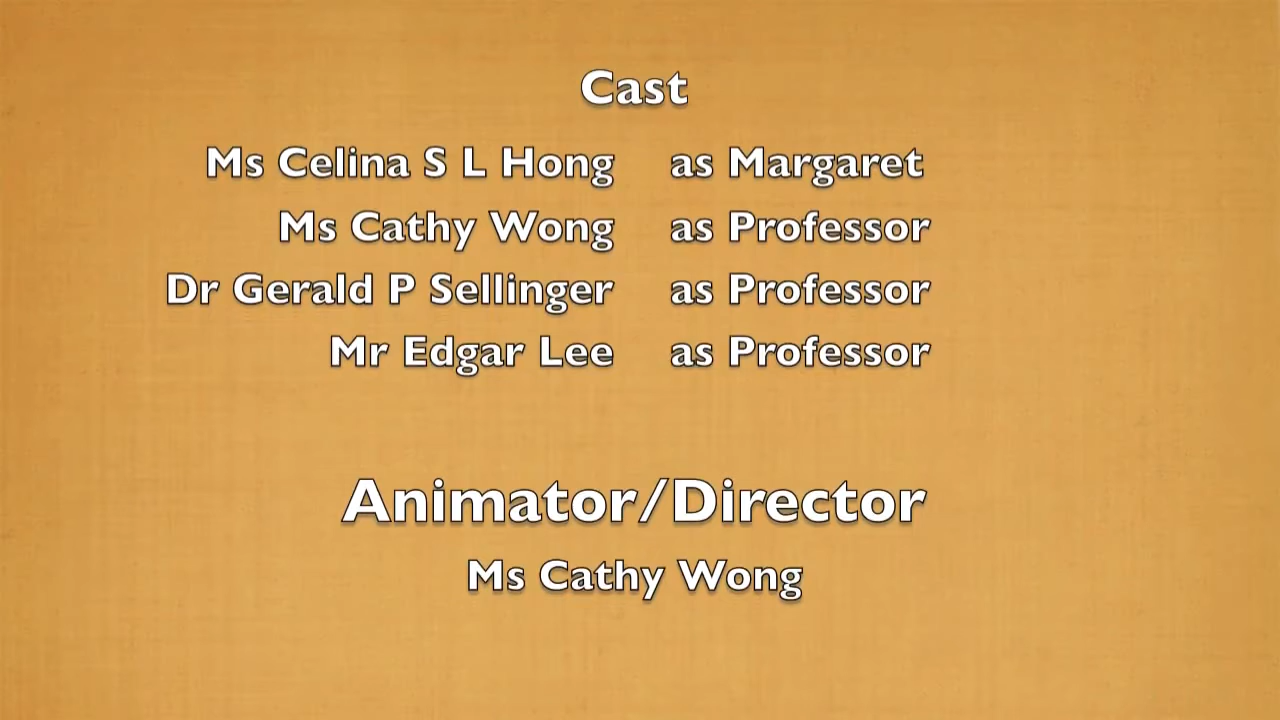 Cast
Ms Celina S L Hong as Margaret
Ms Cathy Wong as Professor
Dr Gerald P Sellinger as Professor
Mr Edgar Lee as Professor
Animator/Director
Ms Cathy Wong